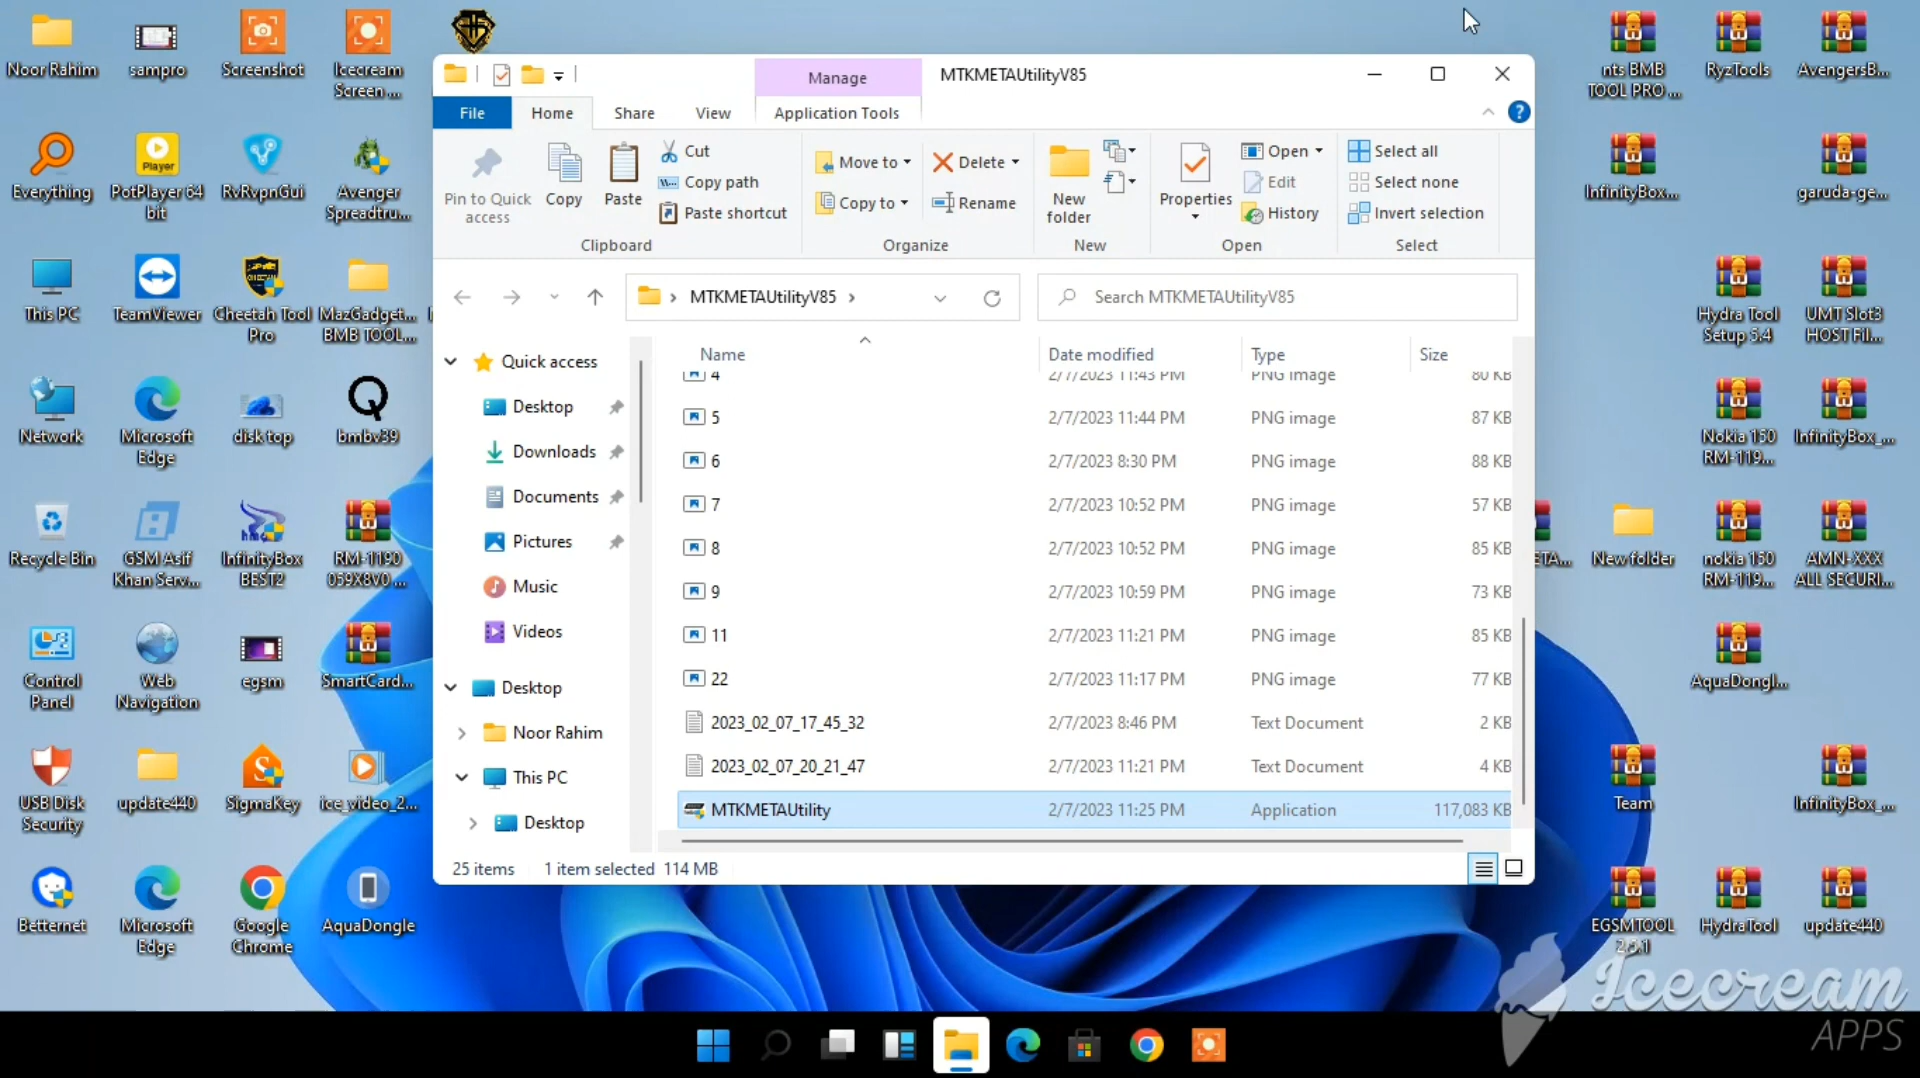 Noor Rahim
sampro
Screenshot
Icecream
Screen ...
Everything
Player
PotPlayer 64
bit
RvRvpnGui
Avenger
Spreadtru...
This PC
TeamViewer
Cheetah Tool
Pro
MazGadget...
BMB TOOL...
Network
Microsoft
Edge
disk top
bmbv39
Recycle Bin
GSM Asif
Khan Serv...
InfinityBox
BEST2
RM-1190
059X8V0 ...
Control
Panel
Web
Navigation
egsm
SmartCard...
USB Disk
Security
update440
SigmaKey
ice_video_2...
Betternet
Microsoft
Edge
Google
Chrome
AquaDongle
Manage
MTKMETAUtilityV85
File
Home
Share
View
Application Tools
Pin to Quick
access
Copy
Paste
Cut
Copy path
Paste shortcut
Clipboard
Move to
Copy to
Delete
Rename
Organize
New
folder
New
Properties
Open
Edit
History
Open
Select all
Select none
Invert selection
Select
MTKMETAUtilityV85
Search MTKMETAUtilityV85
Quick access
Desktop
Downloads
Documents
Pictures
Music
Videos
Desktop
Noor Rahim
This PC
Desktop
Name Date modified Type Size
4 2/7/2023 11:43 PM PNG image 80 KB
5 2/7/2023 11:44 PM PNG image 87 KB
6 2/7/2023 8:30 PM PNG image 88 KB
7 2/7/2023 10:52 PM PNG image 57 KB
8 2/7/2023 10:52 PM PNG image 85 KB
9 2/7/2023 10:59 PM PNG image 73 KB
11 2/7/2023 11:21 PM PNG image 85 KB
22 2/7/2023 11:17 PM PNG image 77 KB
2023_02_07_17_45_32 2/7/2023 8:46 PM Text Document 2 KB
2023_02_07_20_21_47 2/7/2023 11:21 PM Text Document 4 KB
MTKMETAUtility 2/7/2023 11:25 PM Application 117,083 KB
25 items 1 item selected 114 MB
nts BMB
TOOL PRO ...
RyzTools
AvengersB...
InfinityBox...
garuda-ge...
Hydra Tool
Setup 5.4
UMT Slot3
HOST Fil...
Nokia 150
RM-119...
InfinityBox_...
ETA...
New folder
nokia 150
RM-119...
AMN-XXX
ALL SECURI...
AquaDongl...
Team
InfinityBox_...
EGSMTOOL
2.3.1
HydraTool
update440
Icecream
APPS